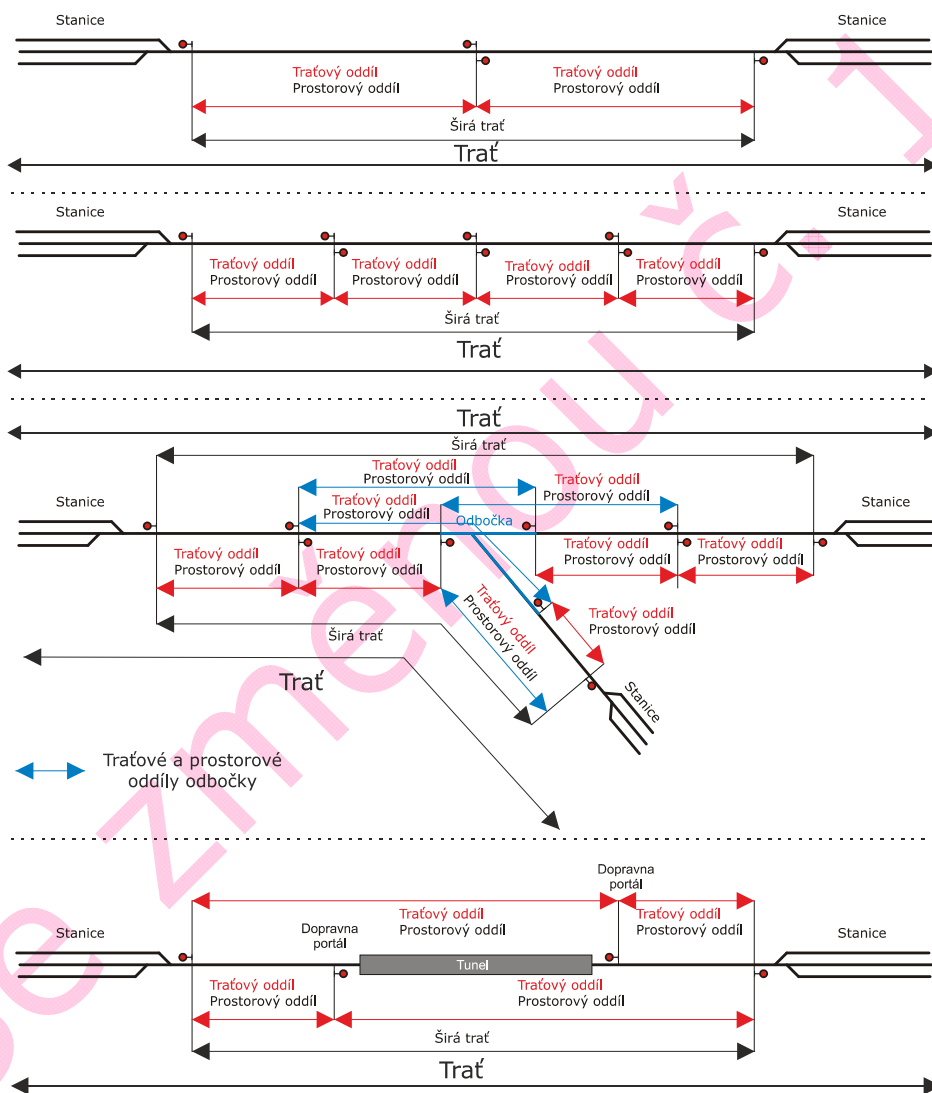 Stanice
Stanice
Traťový oddíl
Prostorový oddíl
Traťový oddíl
Prostorový oddíl
Širá trať
Trať
Stanice
Stanice
Traťový oddíl
Prostorový oddíl
Traťový oddíl
Prostorový oddíl
Traťový oddíl
Prostorový oddíl
Traťový oddíl
Prostorový oddíl
Širá trať
Trať
Trať
Širá trať
Traťový oddíl
Prostorový oddíl
Traťový oddíl
Prostorový oddíl
Traťový oddíl
Prostorový oddíl
Stanice
Stanice
Odbočka
Traťový oddíl
Prostorový oddíl
Traťový oddíl
Prostorový oddíl
Traťový oddíl
Prostorový oddíl
Traťový oddíl
Prostorový oddíl
Traťový oddíl
Prostorový oddíl
Traťový oddíl
Prostorový oddíl
Širá trať
Trať
Stanice
Traťové a prostorové
oddíly odbočky
Dopravna
portál
Traťový oddíl
Prostorový oddíl
Traťový oddíl
Prostorový oddíl
Stanice
Dopravna
portál
Stanice
Tunel
Traťový oddíl
Prostorový oddíl
Traťový oddíl
Prostorový oddíl
Širá trať
Trať
se změnou č. 1